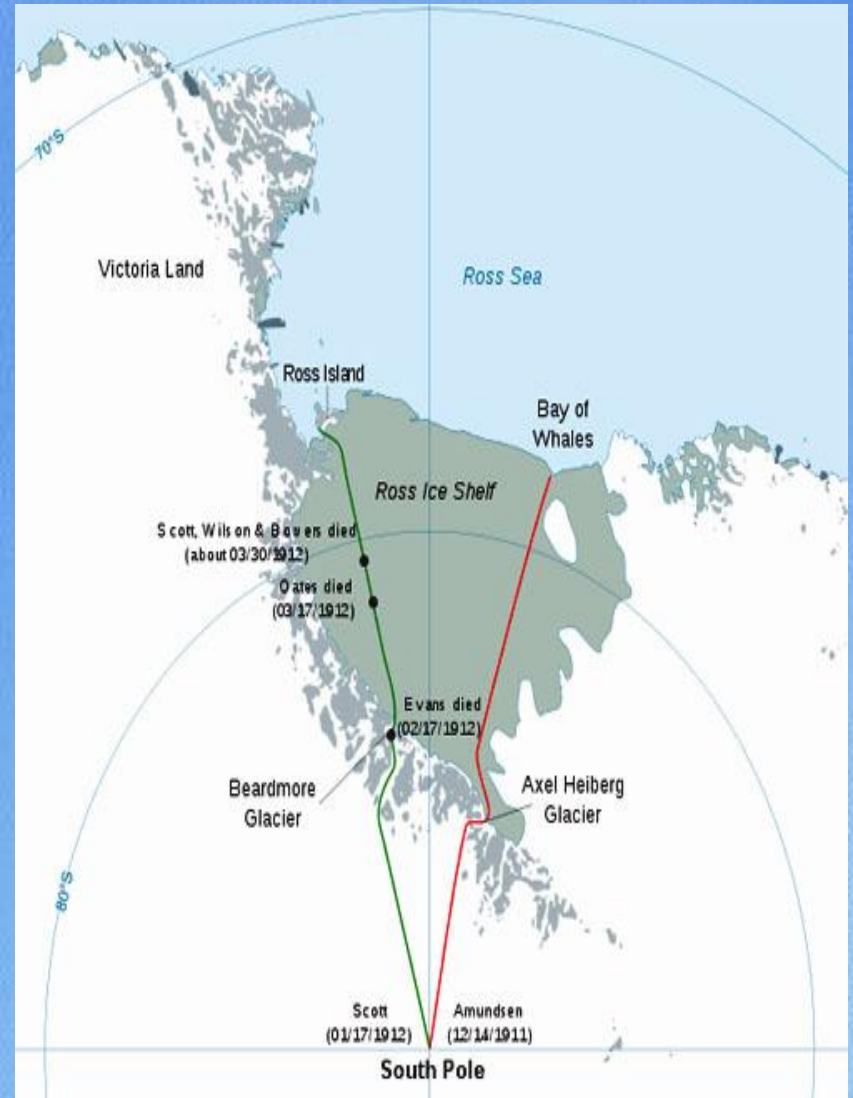 70°S
Victoria Land
Ross Sea
Ross Island
Bay of
Whales
Ross Ice Shelf
Scott, Wilson & Bowers died
(about 03/30/1912)
Oates died
(03/17/1912)
Evans died
(02/17/1912)
Beardmore
Glacier
Axel Heiberg
Glacier
80°S
Scott
(01/17/1912)
Amundsen
(12/14/1911)
South Pole